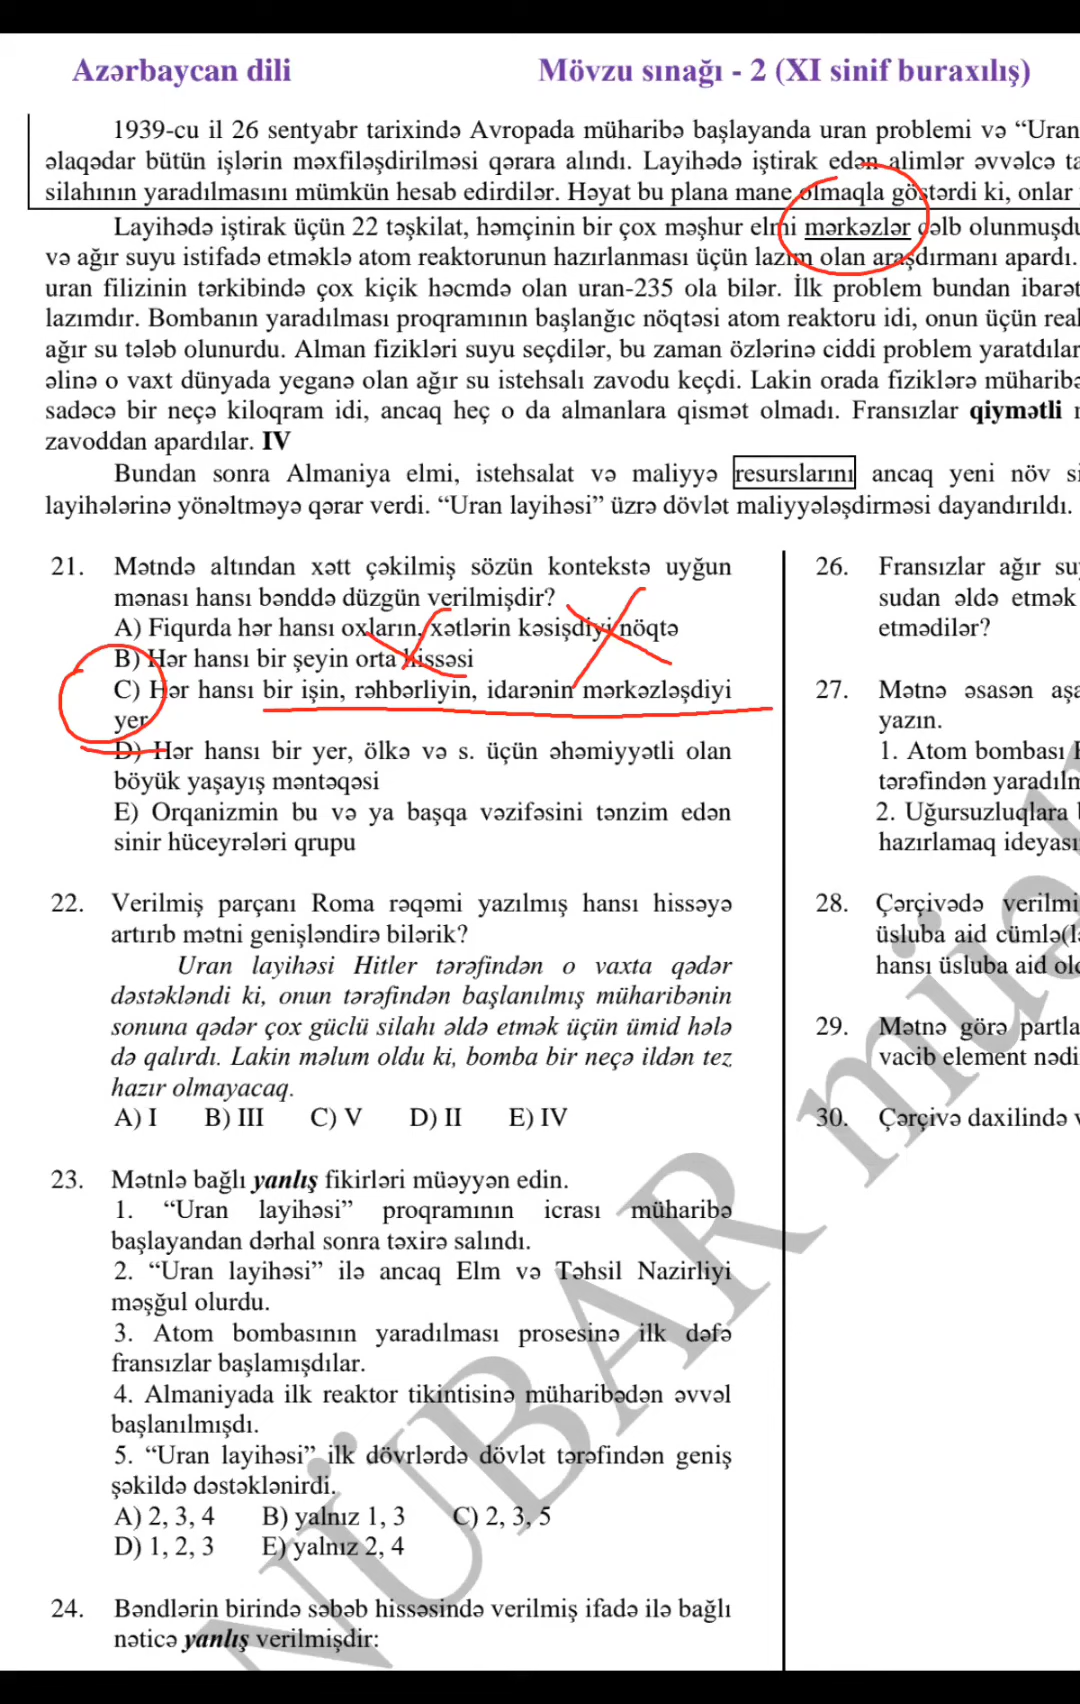 Azərbaycan dili
Mövzu sınağı - 2 (XI sinif buraxılış)
1939-cu il 26 sentyabr tarixində Avropada müharibə başlayanda uran problemi və “Uran
əlaqədar bütün işlərin məxfiləşdirilməsi qərara alındı. Layihədə iştirak edən alimlər əvvəlcə
silahının yaradılmasını mümkün hesab edirdilər. Həyat bu plana mane olmaqla göstərdi ki, onlar
Layihədə iştirak üçün 22 təşkilat, həmçinin bir çox məşhur elmi mərkəzlər cəlb olunmuşdu
və ağır suyu istifadə etməklə atom reaktorunun hazırlanması üçün lazım olan araşdırmanı apardı.
uran filizinin tərkibində çox kiçik həcmdə olan uran-235 ola bilər. İlk problem bundan ibarət
lazımdır. Bombanın yaradılması proqramının başlanğıc nöqtəsi atom reaktoru idi, onun üçün
ağır su tələb olunurdu. Alman fizikləri suyu seçdilər, bu zaman özlərinə ciddi problem yaratdılar
əlinə o vaxt dünyada yeganə olan ağır su istehsalı zavodu keçdi. Lakin orada fiziklərə müharibə
sadəcə bir neçə kiloqram idi, ancaq heç o da almanlara qismət olmadı. Fransızlar qiymətli
zavoddan apardılar. IV
Bundan sonra Almaniya elmi, istehsalat və maliyyə resurslarını ancaq yeni növ
layihələrinə yönəltməyə qərar verdi. “Uran layihəsi” üzrə dövlət maliyyələşdirməsi dayandırıldı.
21. Mətndə altından xətt çəkilmiş sözün kontekstə uyğun
mənası hansı bənddə düzgün verilmişdir?
A) Fiqurda hər hansı oxların, xətlərin kəsişdiyi nöqtə
B) Hər hansı bir şeyin orta hissəsi
C) Hər hansı bir işin, rəhbərliyin, idarənin mərkəzləşdiyi
yer
D) Hər hansı bir yer, ölkə və s. üçün əhəmiyyətli olan
böyük yaşayış məntəqəsi
E) Orqanizmin bu və ya başqa vəzifəsini tənzim edən
sinir hüceyrələri qrupu
22. Verilmiş parçanı Roma rəqəmi yazılmış hansı hissəyə
artırıb mətni genişləndirə bilərik?
Uran layihəsi Hitler tərəfindən o vaxta qədər
dəstəkləndi ki, onun tərəfindən başlanılmış müharibənin
sonuna qədər çox güclü silahı əldə etmək üçün ümid hələ
də qalırdı. Lakin məlum oldu ki, bomba bir neçə ildən tez
hazır olmayacaq.
A) I B) III C) V D) II E) IV
23. Mətnlə bağlı yanlış fikirləri müəyyən edin.
1. “Uran layihəsi” proqramının icrası müharibə
başlayandan dərhal sonra təxirə salındı.
2. “Uran layihəsi” ilə ancaq Elm və Təhsil Nazirliyi
məşğul olurdu.
3. Atom bombasının yaradılması prosesinə ilk dəfə
fransızlar başlamışdılar.
4. Almaniyada ilk reaktor tikintisinə müharibədən əvvəl
başlanılmışdı.
5. “Uran layihəsi” ilk dövrlərdə dövlət tərəfindən geniş
şəkildə dəstəklənirdi.
A) 2, 3, 4 B) yalnız 1, 3 C) 2, 3, 5
D) 1, 2, 3 E) yalnız 2, 4
24. Bəndlərin birində səbəb hissəsində verilmiş ifadə ilə bağlı
nəticə yanlış verilmişdir:
26. Fransızlar ağır
sudan əldə etmək
etmədilər?
27. Mətnə əsasən
yazın.
1. Atom bombası
tərəfindən
2. Uğursuzluqlara
hazırlamaq ideyası
28. Çərçivədə
üsluba aid
hansı üsluba aid
29. Mətnə görə
vacib element
30. Çərçivə daxilində
NÜBAR